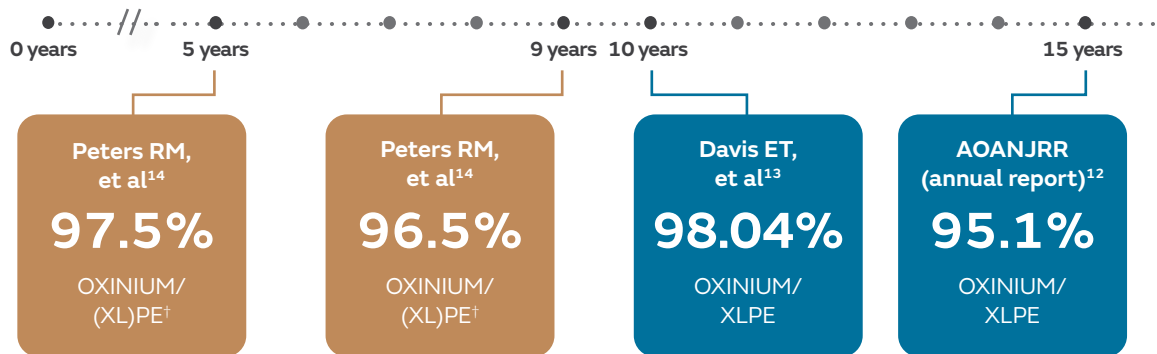 0 years
5 years
9 years
10 years
15 years
Peters RM,
et al¹⁴
97.5%
OXINIUM/
(XL)PE†
Peters RM,
et al¹⁴
96.5%
OXINIUM/
(XL)PE†
Davis ET,
et al¹³
98.04%
OXINIUM/
XLPE
AOANJRR
(annual report)¹²
95.1%
OXINIUM/
XLPE